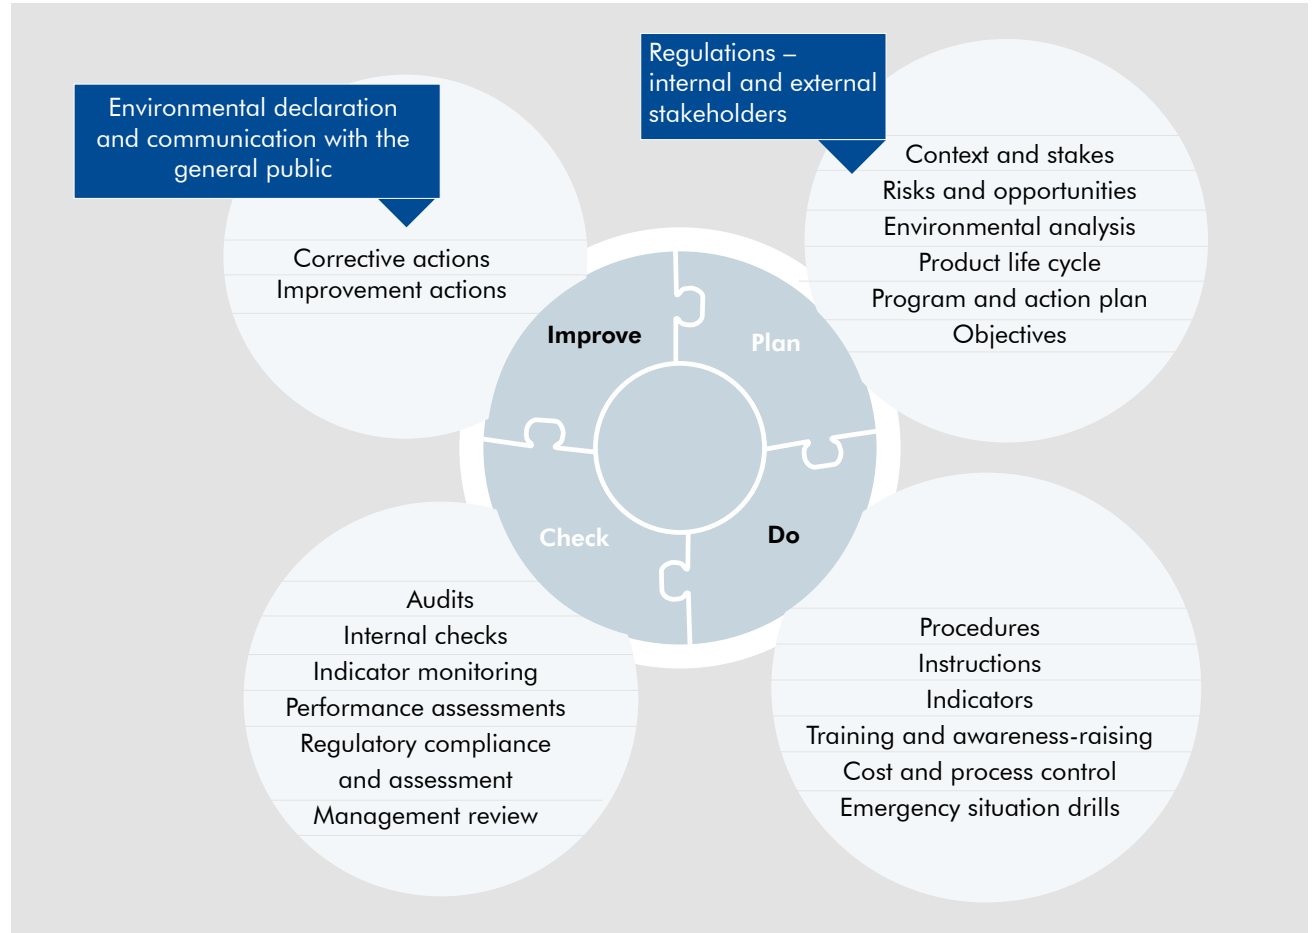 Environmental declaration
and communication with the
general public
Corrective actions
Improvement actions
Regulations –
internal and external
stakeholders
Context and stakes
Risks and opportunities
Environmental analysis
Product life cycle
Program and action plan
Objectives
Improve
Plan
Check
Do
Audits
Internal checks
Indicator monitoring
Performance assessments
Regulatory compliance
and assessment
Management review
Procedures
Instructions
Indicators
Training and awareness-raising
Cost and process control
Emergency situation drills